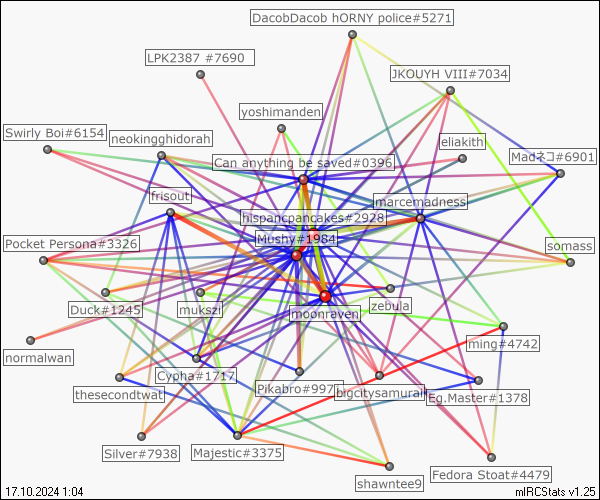 DacobDacob hORNY police#5271
LPK2387 #7690
JKOUYH VIII#7034
yoshimanden
Swirly Boi#6154
neokingghidorah
eliakith
Can anything be saved#0396
Madネコ#6901
frisout
marcemadness
hispancpancakes#2928
Mushy#1984
Pocket Persona#3326
somass
Duck#1245
mukszi
zebula
moonraven
normalwan
ming#4742
Cypha#1717
thesecondtwat
Pikabro#997
bigcitysamurai
Eg.Master#1378
Silver#7938
Majestic#3375
shawntee9
Fedora Stoat#4479
17.10.2024 1:04
mIRCStats v1.25